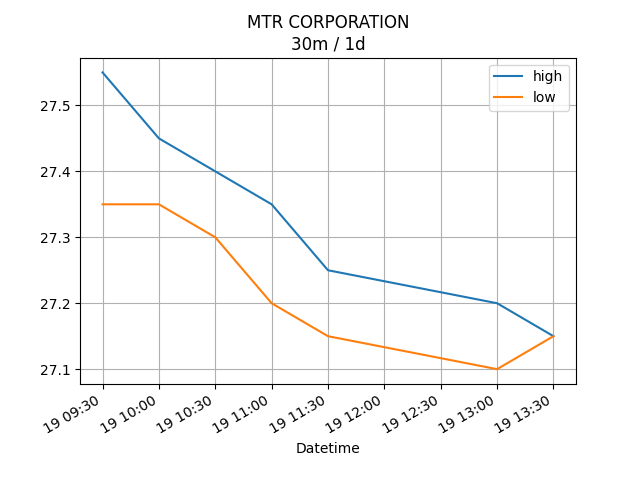 MTR CORPORATION
30m / 1d
high
low
27.5
27.4
27.3
27.2
27.1
19 09:30
19 10:00
19 10:30
19 11:00
19 11:30
19 12:00
19 12:30
19 13:00
19 13:30
Datetime